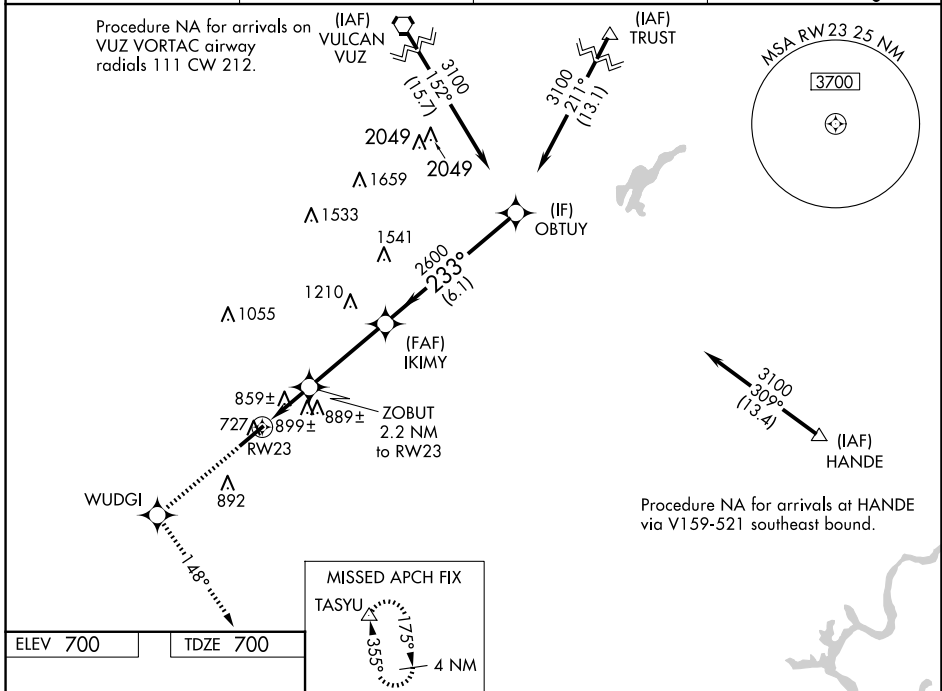 Procedure NA for arrivals on
VUZ VORTAC airway
radials 111 CW 212.
(IAF)
VULCAN
VUZ
3100
152°
(15.7)
(IAF)
TRUST
3100
211°
(13.1)
MSA RW23 25 NM
3700
2049
2049
1659
1533
1541
(IF)
OBTUY
2600
233°
(6.1)
1210
1055
(FAF)
IKIMY
859±
899±
889±
727
RW23
ZOBUT
2.2 NM
to RW23
3100
309°
(13.4)
(IAF)
HANDE
892
WUDGI
148°
Procedure NA for arrivals at HANDE
via V159-521 southeast bound.
MISSED APCH FIX
TASYU
175°
355°
4 NM
ELEV 700
TDZE 700